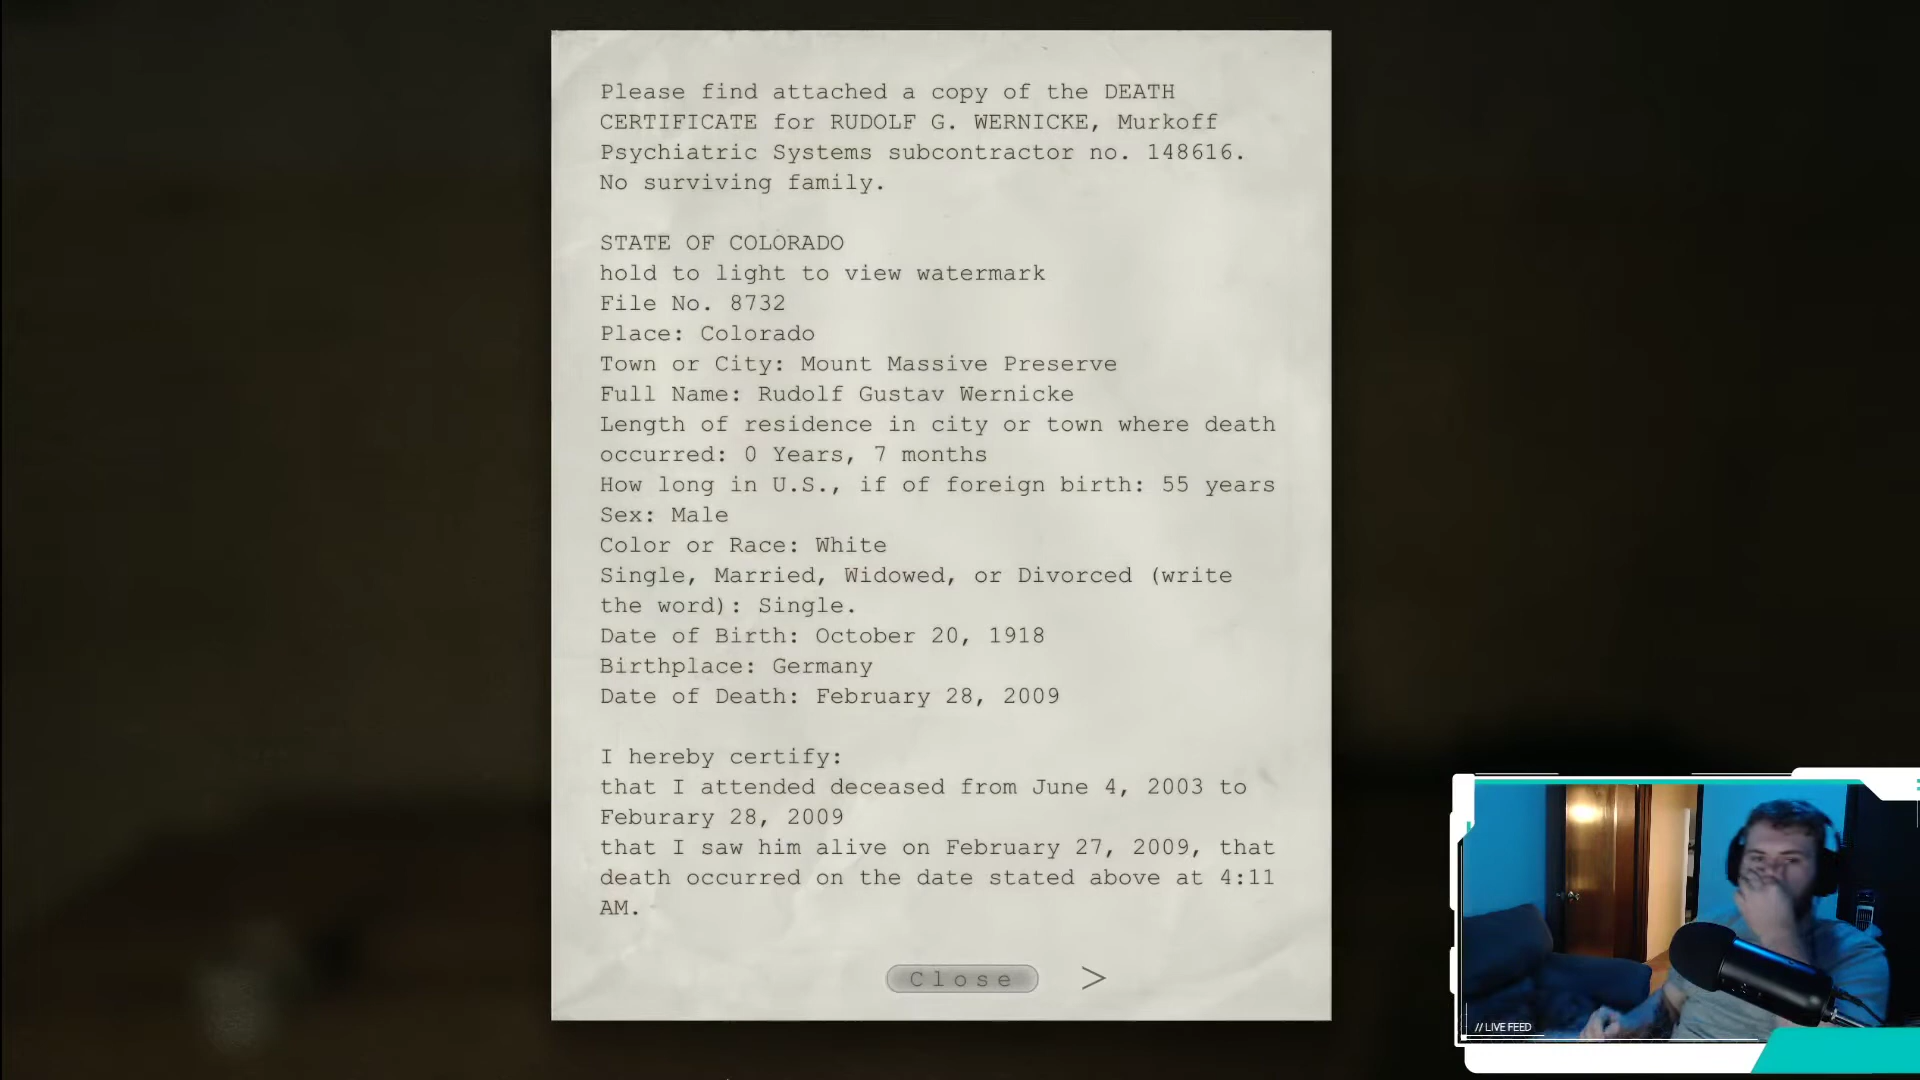 Please find attached a copy of the DEATH
CERTIFICATE for RUDOLF G. WERNICKE, Murkoff
Psychiatric Systems subcontractor no. 148616.
No surviving family.
STATE OF COLORADO
hold to light to view watermark
File No. 8732
Place: Colorado
Town or City: Mount Massive Preserve
Full Name: Rudolf Gustav Wernicke
Length of residence in city or town where death
occurred: 0 Years, 7 months
How long in U.S., if of foreign birth: 55 years
Sex: Male
Color or Race: White
Single, Married, Widowed, or Divorced (write
the word): Single.
Date of Birth: October 20, 1918
Birthplace: Germany
Date of Death: February 28, 2009
I hereby certify:
that I attended deceased from June 4, 2003 to
Feburary 28, 2009
that I saw him alive on February 27, 2009, that
death occurred on the date stated above at 4:11
AM.
Close >
// LIVE FEED